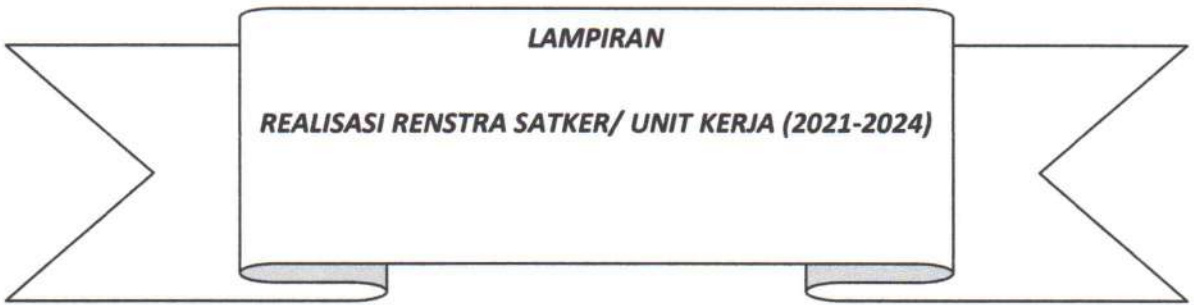 LAMPIRAN
REALISASI RENSTRA SATKER/ UNIT KERJA (2021-2024)